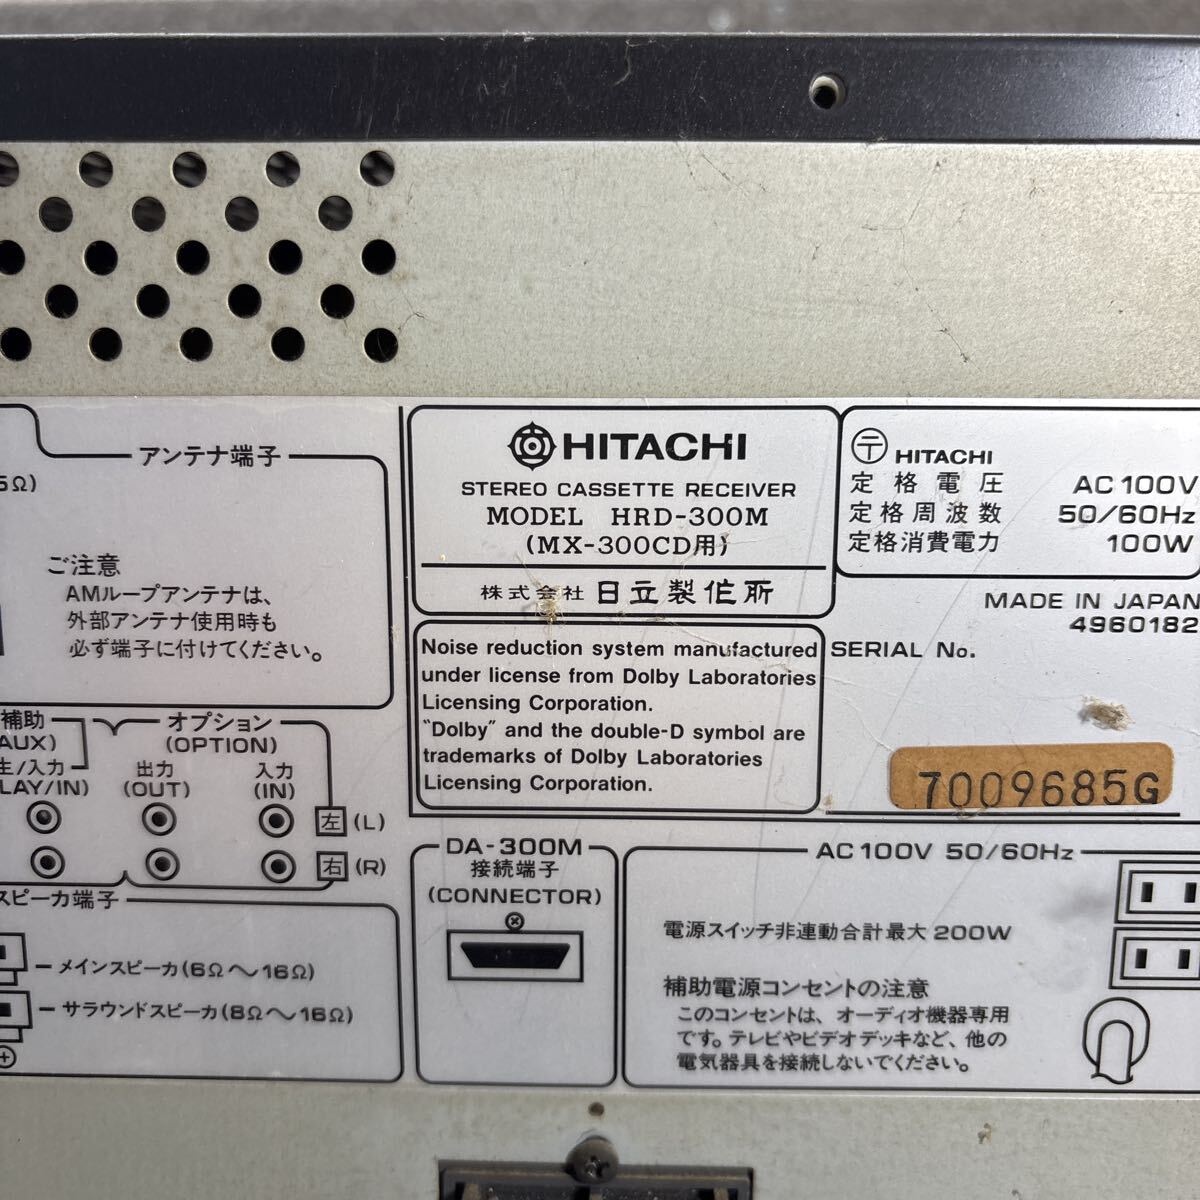 アンテナ端子
5Ω)
ご注意
AMループアンテナは、
外部アンテナ使用時も
必ず端子に付けてください。
HITACHI
STEREO CASSETTE RECEIVER
MODEL HRD-300M
(MX-300CD用)
株式会社 日立製作所
〒 HITACHI
定格電圧 AC100V
定格周波数 50/60Hz
定格消費電力 100W
MADE IN JAPAN
4960182
SERIAL No.
7009685G
Noise reduction system manufactured
under license from Dolby Laboratories
Licensing Corporation.
"Dolby" and the double-D symbol are
trademarks of Dolby Laboratories
Licensing Corporation.
補助
AUX)
生/入力
LAY/IN)
オプション
(OPTION)
出力
(OUT)
入力
(IN)
左 (L)
右 (R)
スピーカ端子
メインスピーカ(6Ω〜16Ω)
サラウンドスピーカ(8Ω〜16Ω)
DA-300M
接続端子
(CONNECTOR)
AC100V 50/60Hz
電源スイッチ非連動合計最大200W
補助電源コンセントの注意
このコンセントは、オーディオ機器専用
です。テレビやビデオデッキなど、他の
電気器具を接続しないでください。